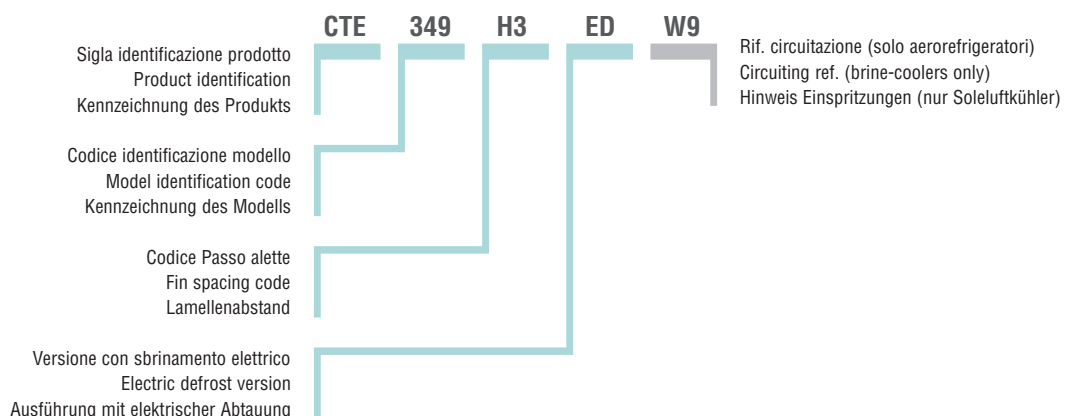 CTE 349 H3 ED W9
Sigla identificazione prodotto
Product identification
Kennzeichnung des Produkts
Rif. circuitazione (solo aerorefrigeratori)
Circuiting ref. (brine-coolers only)
Hinweis Einspritzungen (nur Soleluftkühler)
Codice identificazione modello
Model identification code
Kennzeichnung des Modells
Codice Passo alette
Fin spacing code
Lamellenabstand
Versione con sbrinamento elettrico
Electric defrost version
Ausführung mit elektrischer Abtauung